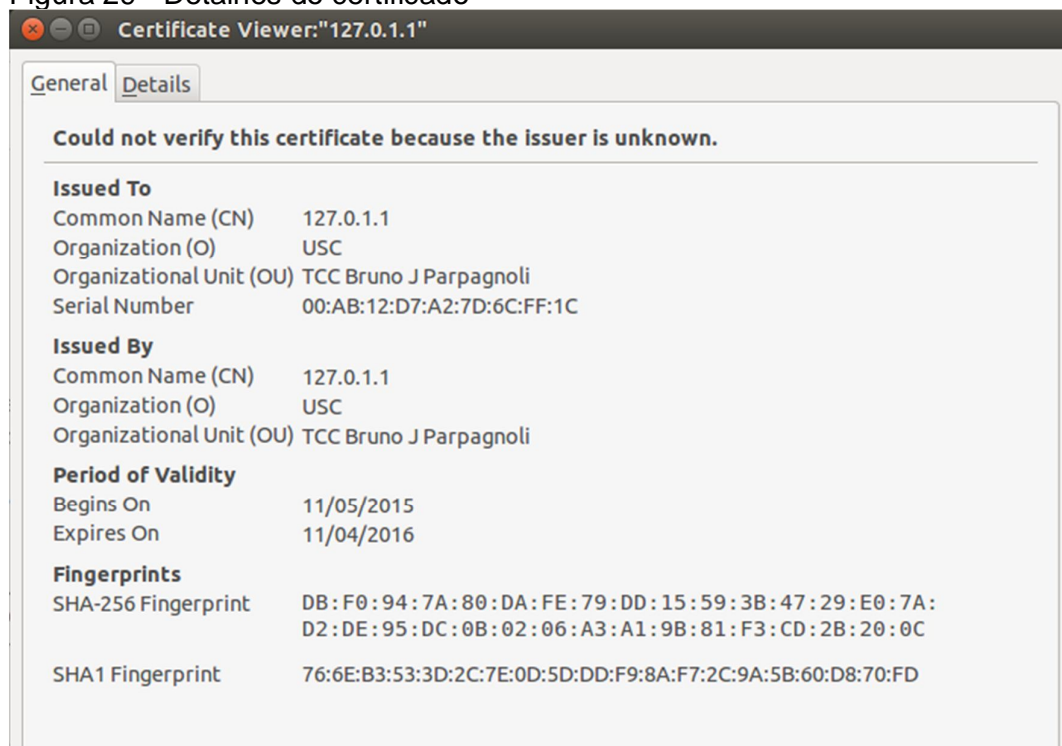 Figura 26 - Detalhes do certificado
Certificate Viewer:"127.0.1.1"
General Details
Could not verify this certificate because the issuer is unknown.
Issued To
Common Name (CN) 127.0.1.1
Organization (O) USC
Organizational Unit (OU) TCC Bruno J Parpagnoli
Serial Number 00:AB:12:D7:A2:7D:6C:FF:1C
Issued By
Common Name (CN) 127.0.1.1
Organization (O) USC
Organizational Unit (OU) TCC Bruno J Parpagnoli
Period of Validity
Begins On 11/05/2015
Expires On 11/04/2016
Fingerprints
SHA-256 Fingerprint DB:F0:94:7A:80:DA:FE:79:DD:15:59:3B:47:29:E0:7A:
D2:DE:95:DC:0B:02:06:A3:A1:9B:81:F3:CD:2B:20:0C
SHA1 Fingerprint 76:6E:B3:53:3D:2C:7E:0D:5D:DD:F9:8A:F7:2C:9A:5B:60:D8:70:FD